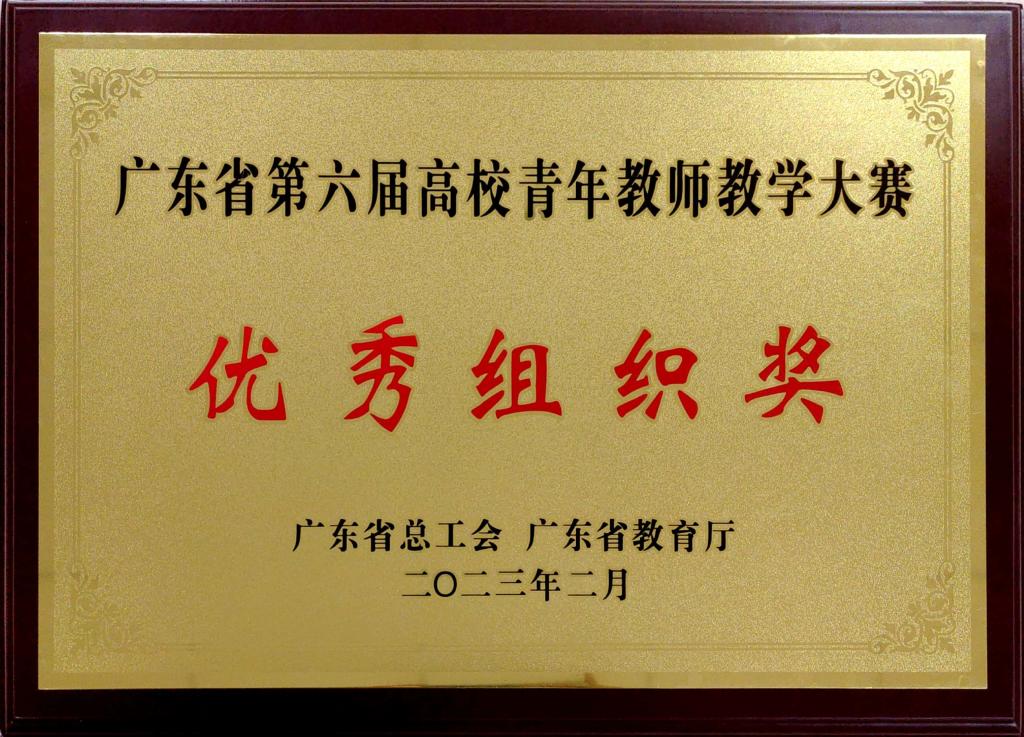 广东省第六届高校青年教师教学大赛
优秀组织奖
广东省总工会 广东省教育厅
二〇二三年二月